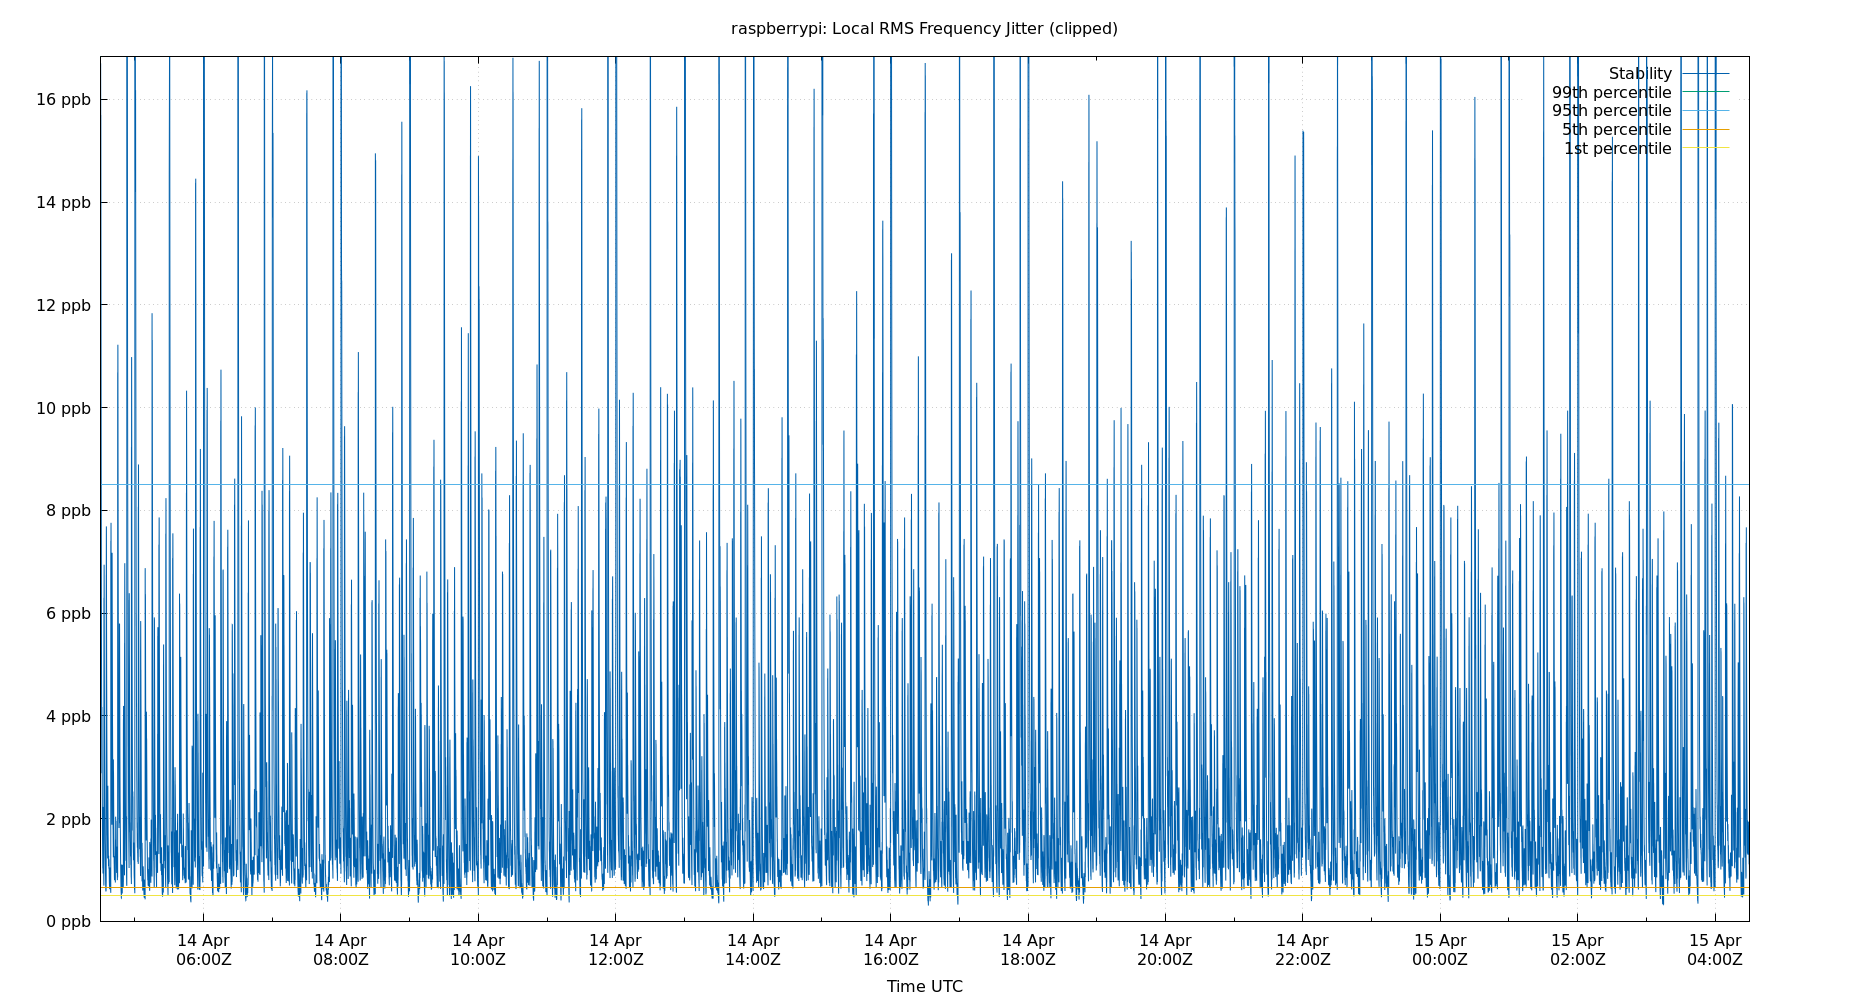 raspberrypi: Local RMS Frequency Jitter (clipped)
Stability
99th percentile
95th percentile
5th percentile
1st percentile
16 ppb
14 ppb
12 ppb
10 ppb
8 ppb
6 ppb
4 ppb
2 ppb
0 ppb
14 Apr 14 Apr 14 Apr 14 Apr 14 Apr 14 Apr 14 Apr 14 Apr 14 Apr 15 Apr 15 Apr 15 Apr
06:00Z 08:00Z 10:00Z 12:00Z 14:00Z 16:00Z 18:00Z 20:00Z 22:00Z 00:00Z 02:00Z 04:00Z
Time UTC